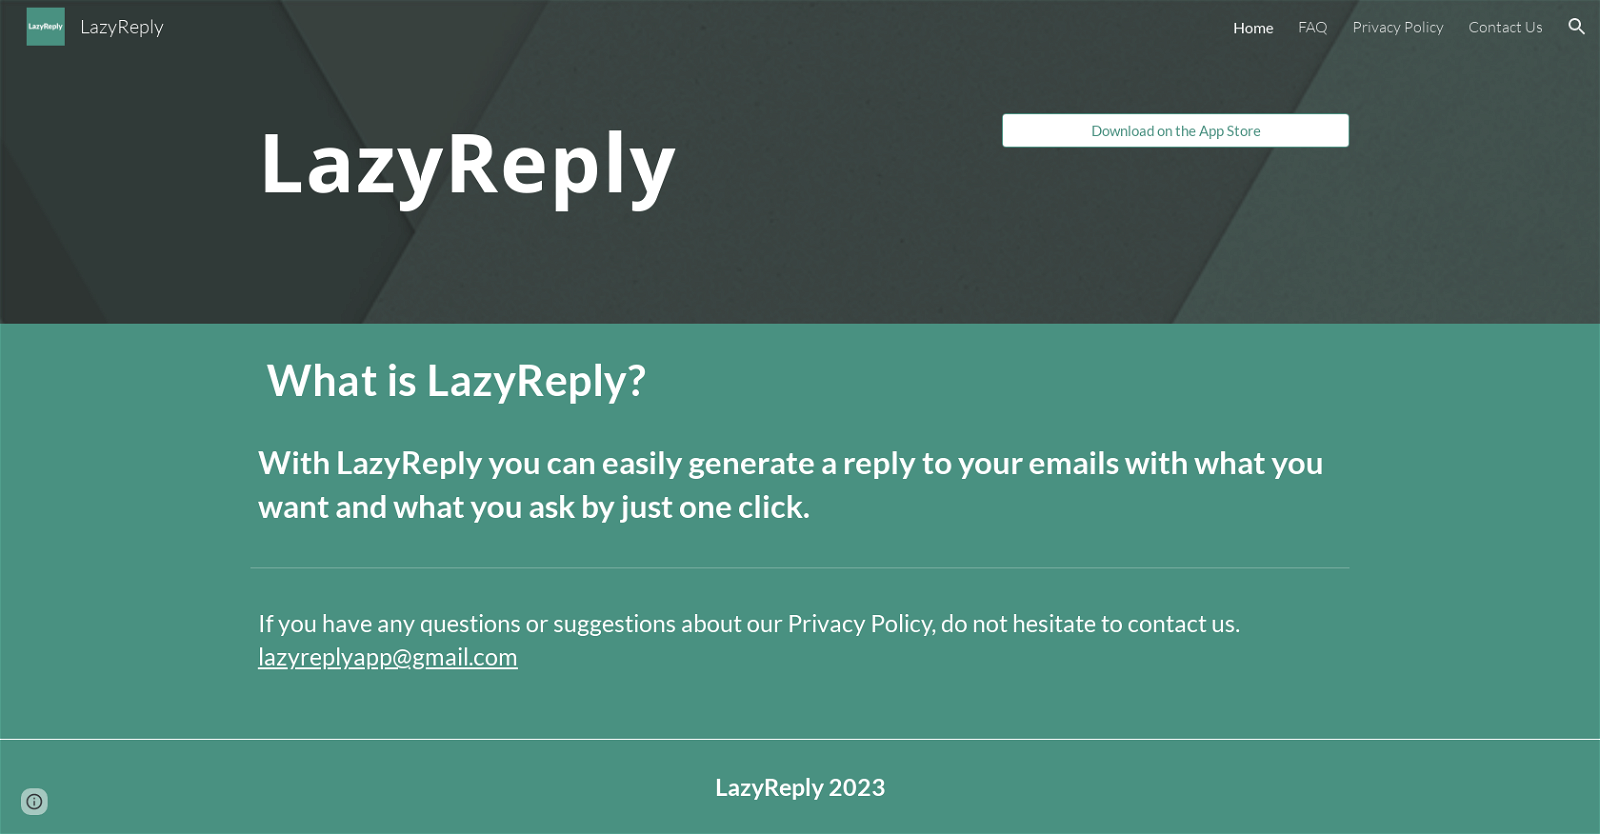 LazyReply
LazyReply
Home
FAQ
Privacy Policy
Contact Us
LazyReply
Download on the App Store
What is LazyReply?
With LazyReply you can easily generate a reply to your emails with what you
want and what you ask by just one click.
If you have any questions or suggestions about our Privacy Policy, do not hesitate to contact us.
lazyreplyapp@gmail.com
LazyReply 2023